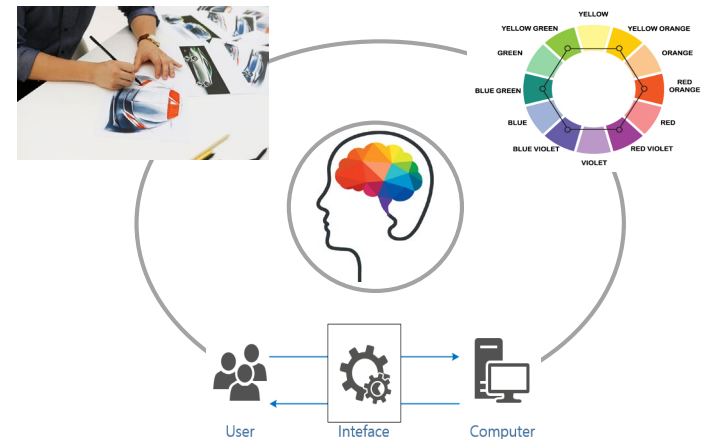 YELLOW
YELLOW GREEN
YELLOW ORANGE
GREEN
ORANGE
BLUE GREEN
RED
ORANGE
BLUE
RED
BLUE VIOLET
RED VIOLET
VIOLET
User
Inteface
Computer